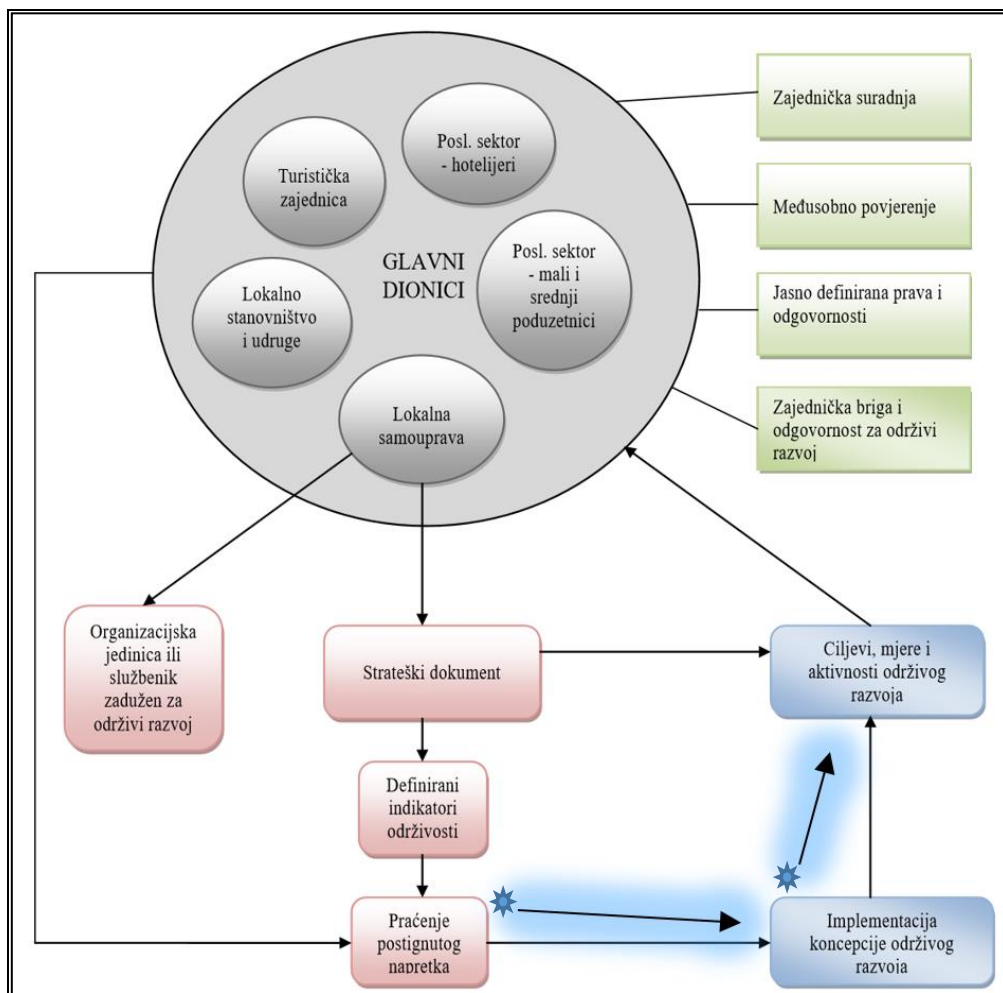 Posl. sektor
- hotelijeri
Turistička
zajednica
GLAVNI
DIONICI
Posl. sektor
- mali i
srednji
poduzetnici
Lokalno
stanovništvo
i udruge
Lokalna
samouprava
Zajednička suradnja
Međusobno povjerenje
Jasno definirana prava i
odgovornosti
Zajednička briga i
odgovornost za održivi
razvoj
Organizacijska
jedinica ili
službenik
zadužen za
održivi razvoj
Strateški dokument
Ciljevi, mjere i
aktivnosti održivog
razvoja
Definirani
indikatori
održivosti
Praćenje
postignutog
napretka
Implementacija
koncepcije održivog
razvoja